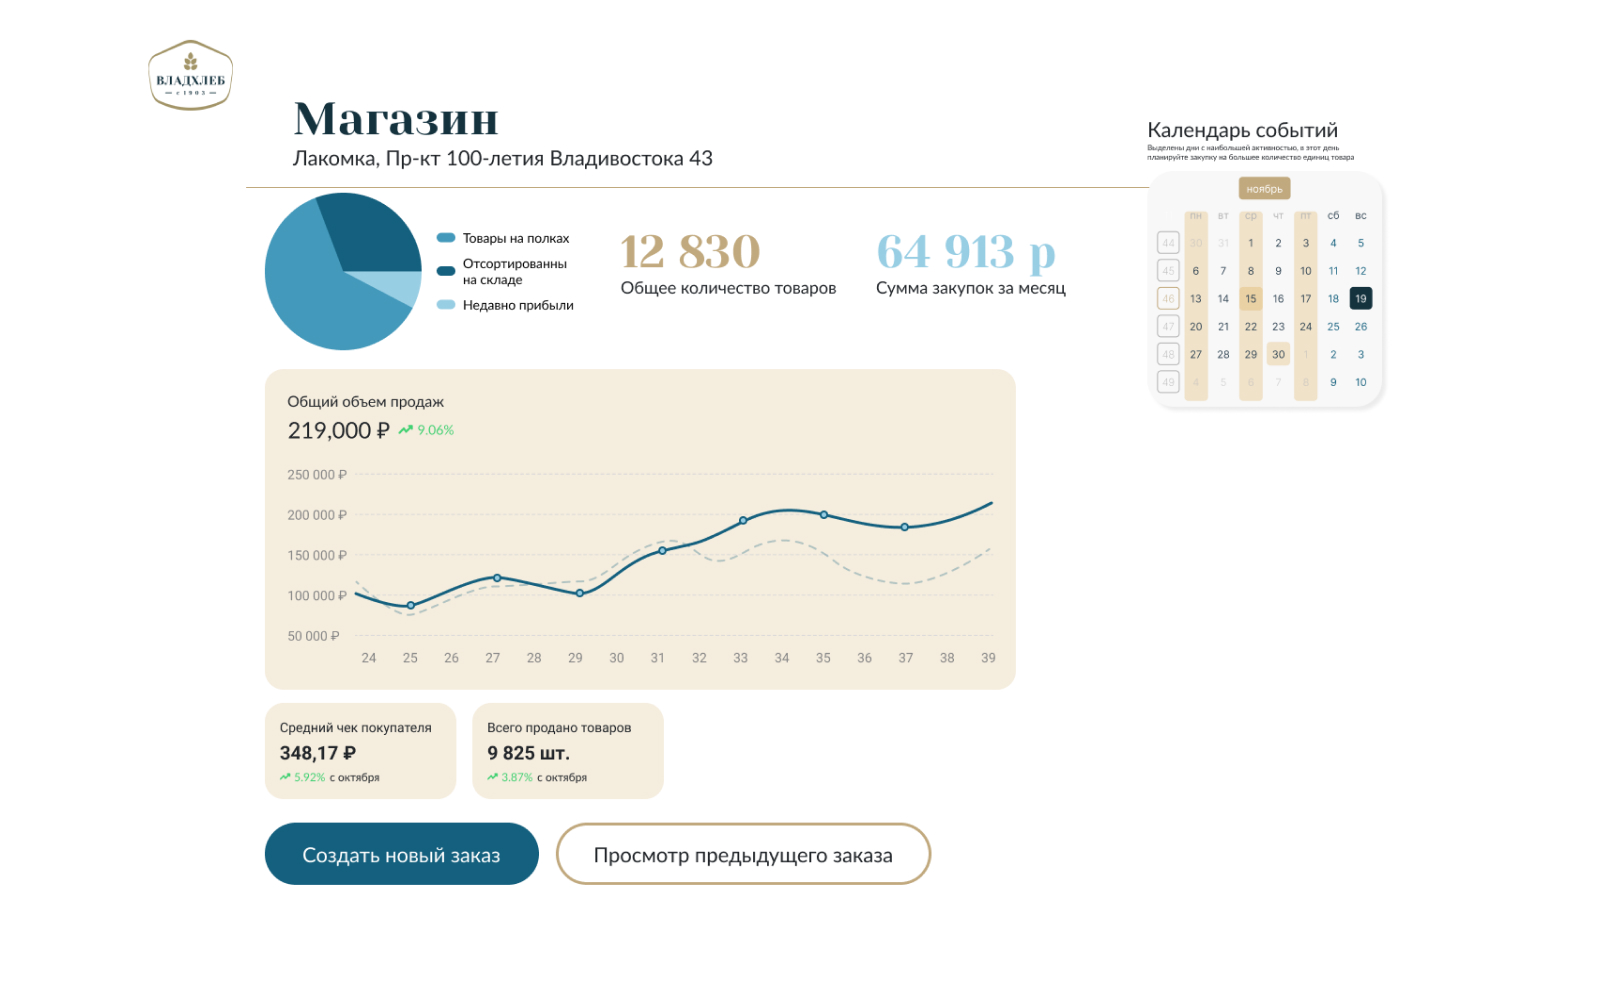 ВЛАДХЛЕБ
с 1903
Магазин
Лакомка, Пр-кт 100-летия Владивостока 43
Товары на полках
Отсортированны
на складе
Недавно прибыли
12 830
Общее количество товаров
64 913 р
Сумма закупок за месяц
Календарь событий
Выделены дни с наибольшей активностью, в этот день
планируйте закупку на большее количество единиц товара
ноябрь
пн вт ср чт пт сб вс
44 30 31 1 2 3 4 5
45 6 7 8 9 10 11 12
46 13 14 15 16 17 18 19
47 20 21 22 23 24 25 26
48 27 28 29 30 1 2 3
49 4 5 6 7 8 9 10
Общий объем продаж
219,000 ₽ 9.06%
250 000 ₽
200 000 ₽
150 000 ₽
100 000 ₽
50 000 ₽
24 25 26 27 28 29 30 31 32 33 34 35 36 37 38 39
Средний чек покупателя
348,17 ₽
5.92% с октября
Всего продано товаров
9 825 шт.
3.87% с октября
Создать новый заказ
Просмотр предыдущего заказа